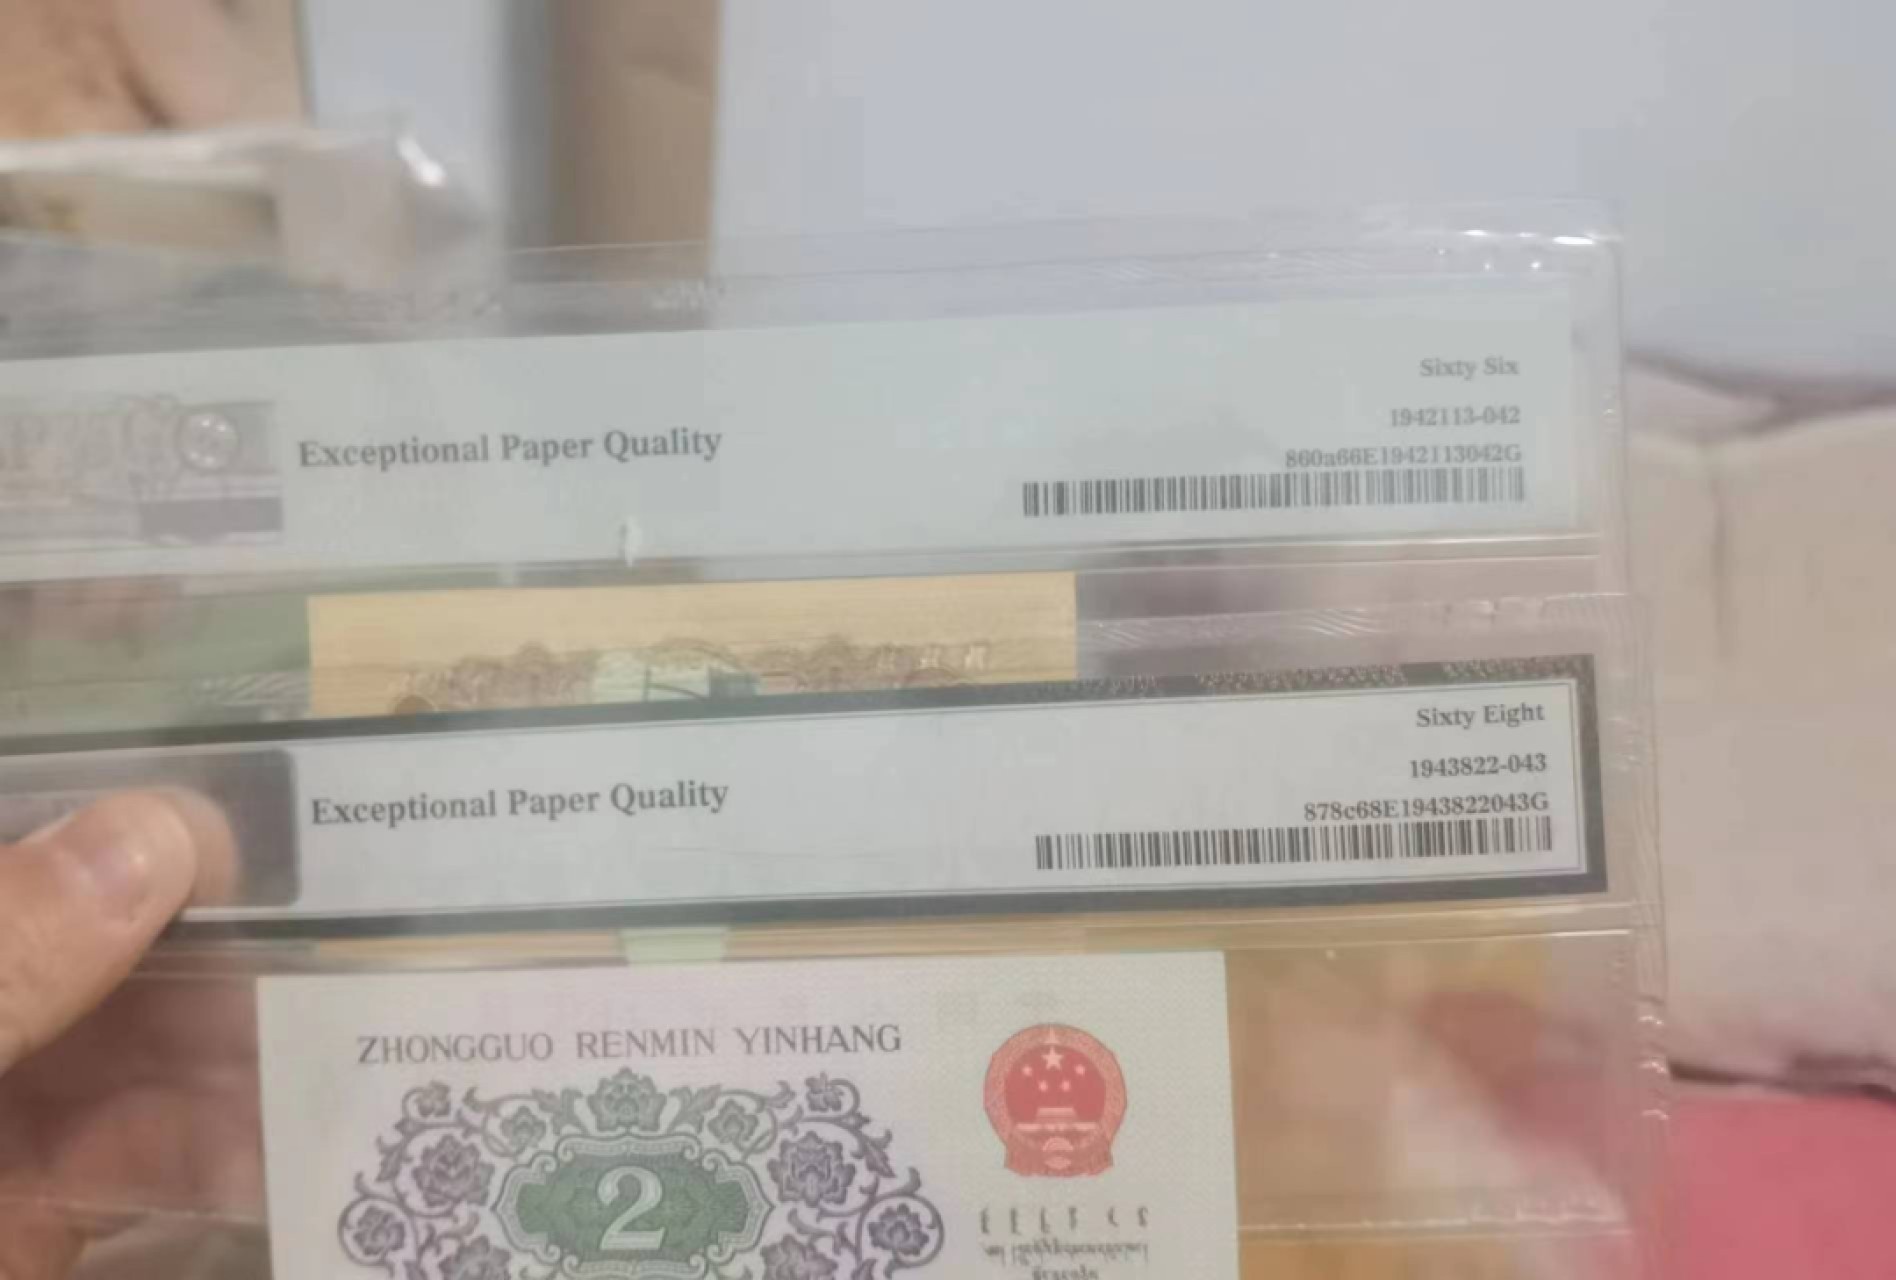 Sixty Six
1942113-042
Exceptional Paper Quality
860a66E1942113042G
Sixty Eight
1943822-043
Exceptional Paper Quality
878c68E1943822043G
ZHONGGUO RENMIN YINHANG
2